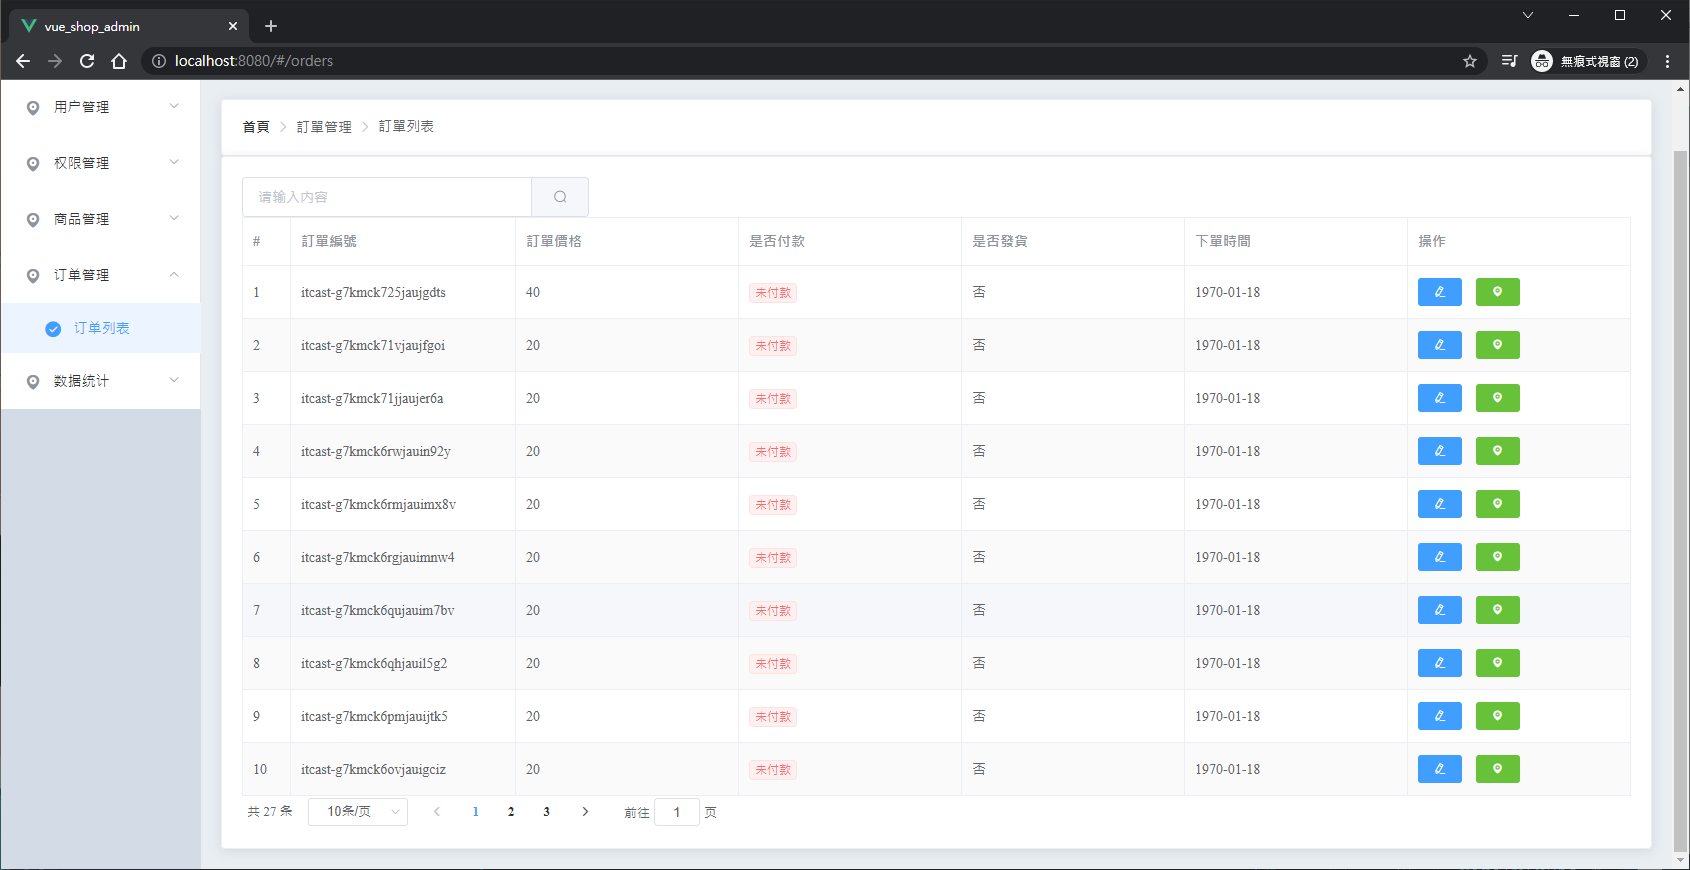 vue_shop_admin
localhost:8080/#/orders
無痕式視窗 (2)
用户管理
权限管理
商品管理
订单管理
订单列表
数据统计
首頁 > 訂單管理 > 訂單列表
请输入内容
# 訂單編號 訂單價格 是否付款 是否發貨 下單時間 操作
1 itcast-g7kmck725jaujgdts 40 未付款 否 1970-01-18
2 itcast-g7kmck71vjaujfgoi 20 未付款 否 1970-01-18
3 itcast-g7kmck71jjaujer6a 20 未付款 否 1970-01-18
4 itcast-g7kmck6rwjauin92y 20 未付款 否 1970-01-18
5 itcast-g7kmck6rmjauimx8v 20 未付款 否 1970-01-18
6 itcast-g7kmck6rgjauimnw4 20 未付款 否 1970-01-18
7 itcast-g7kmck6qujauim7bv 20 未付款 否 1970-01-18
8 itcast-g7kmck6qhjauil5g2 20 未付款 否 1970-01-18
9 itcast-g7kmck6pmjauijtk5 20 未付款 否 1970-01-18
10 itcast-g7kmck6ovjauigciz 20 未付款 否 1970-01-18
共 27 条 10条/页 1 2 3 前往 1 页